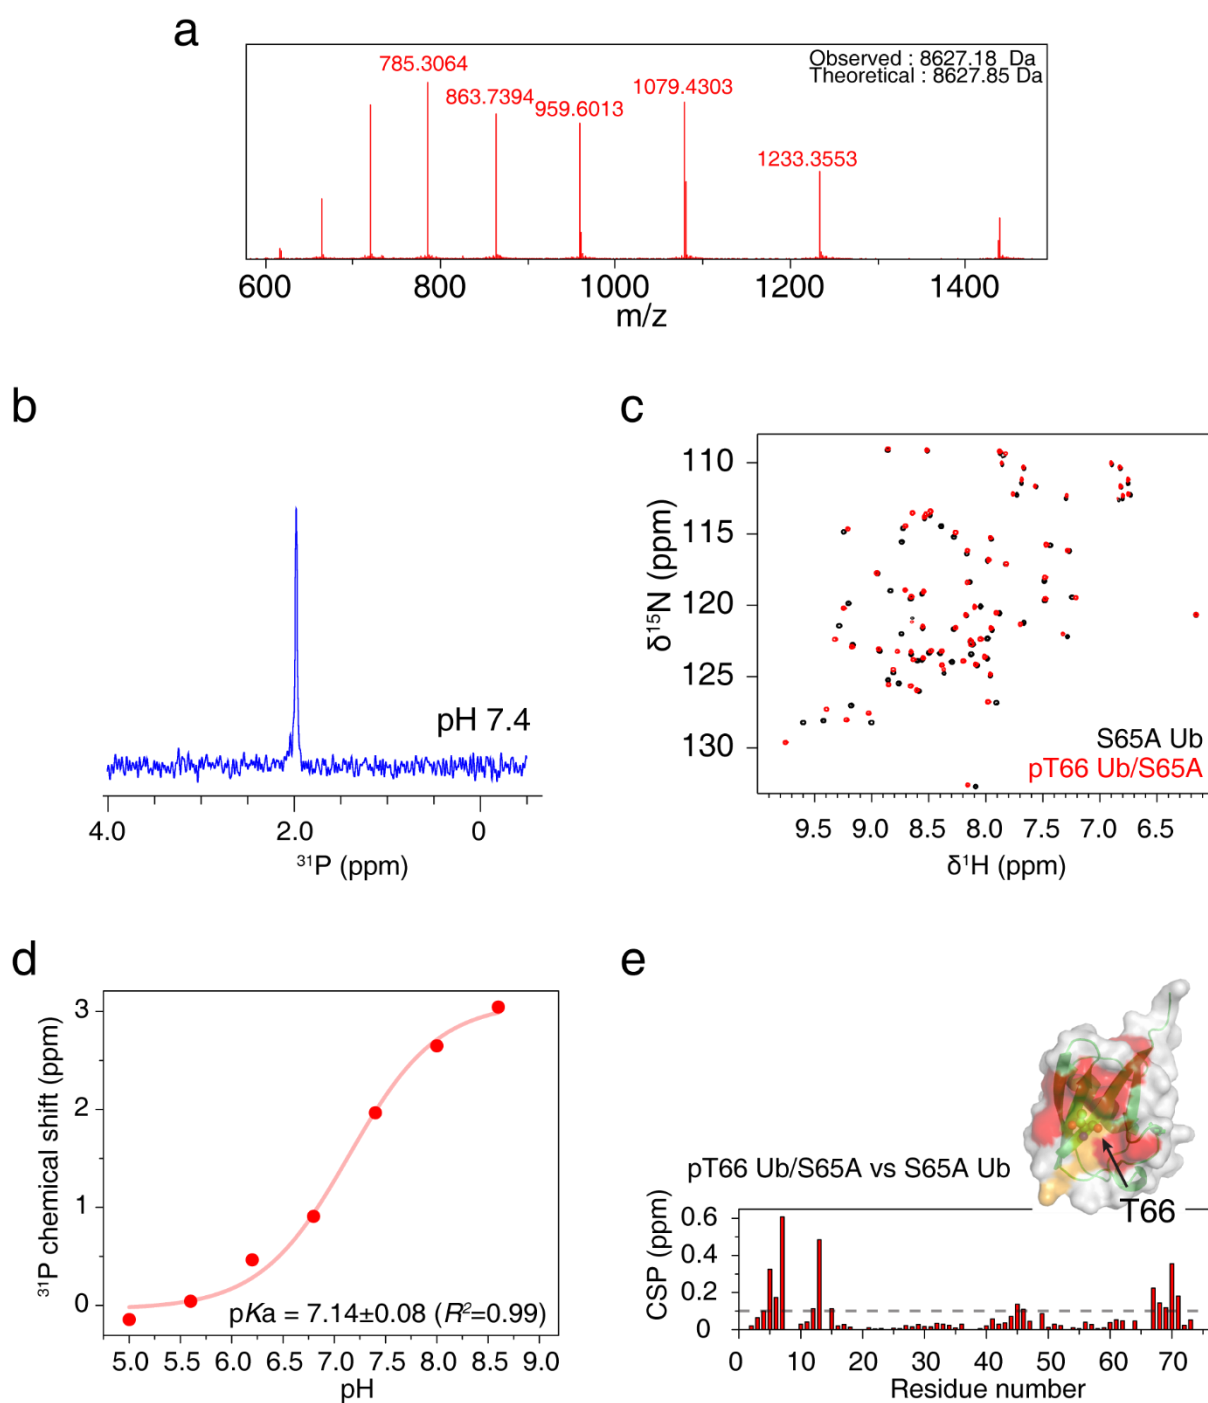 a
Observed : 8627.18 Da
Theoretical : 8627.85 Da
785.3064
863.7394
959.6013
1079.4303
1233.3553
600 800 1000 1200 1400
m/z
b
pH 7.4
4.0 2.0 0
³¹P (ppm)
c
110
115
120
125
130
δ¹⁵N (ppm)
S65A Ub
pT66 Ub/S65A
9.5 9.0 8.5 8.0 7.5 7.0 6.5
δ¹H (ppm)
d
3
2
1
0
³¹P chemical shift (ppm)
pKa = 7.14±0.08 (R²=0.99)
5.0 5.5 6.0 6.5 7.0 7.5 8.0 8.5 9.0
pH
e
pT66 Ub/S65A vs S65A Ub
T66
0.6
0.4
0.2
0
CSP (ppm)
0 10 20 30 40 50 60 70
Residue number